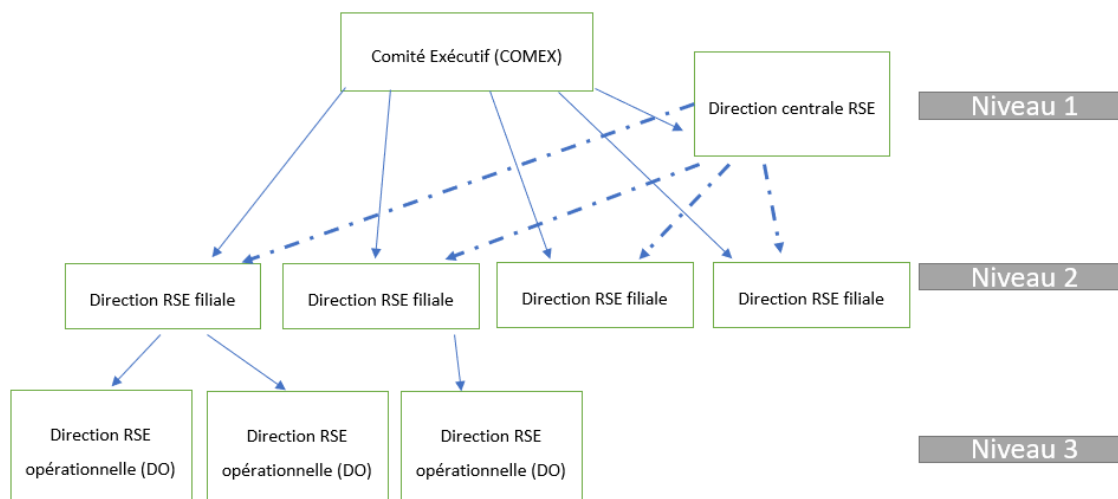 Comité Exécutif (COMEX)
Direction centrale RSE
Niveau 1
Direction RSE filiale
Direction RSE filiale
Direction RSE filiale
Direction RSE filiale
Niveau 2
Direction RSE
opérationnelle (DO)
Direction RSE
opérationnelle (DO)
Direction RSE
opérationnelle (DO)
Niveau 3